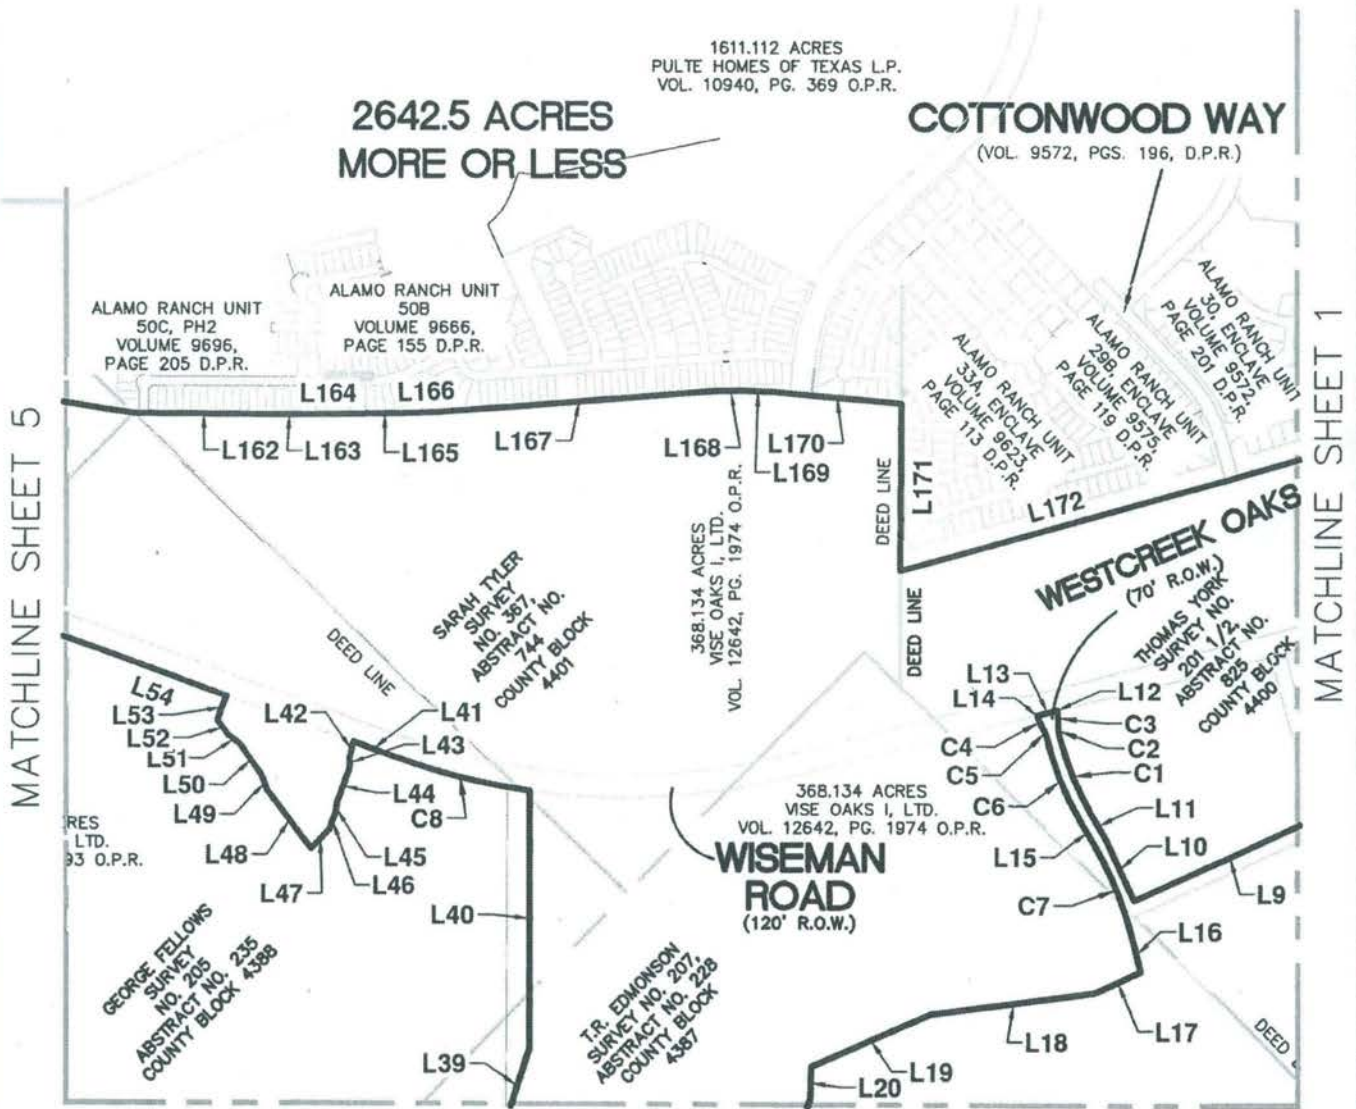 1611.112 ACRES
PULTE HOMES OF TEXAS L.P.
VOL. 10940, PG. 369 O.P.R.
2642.5 ACRES
MORE OR LESS
COTTONWOOD WAY
(VOL. 9572, PGS. 196, D.P.R.)
ALAMO RANCH UNIT
50C, PH2
VOLUME 9696,
PAGE 205 D.P.R.
ALAMO RANCH UNIT
50B
VOLUME 9666,
PAGE 155 D.P.R.
ALAMO RANCH UNIT
30, ENCLAVE
VOLUME 9572,
PAGE 201 D.P.R.
ALAMO RANCH UNIT
29B, ENCLAVE
VOLUME 9575,
PAGE 119 D.P.R.
ALAMO RANCH UNIT
33A ENCLAVE
VOLUME 9623,
PAGE 113 D.P.R.
MATCHLINE SHEET 5
MATCHLINE SHEET 1
L164
L166
L162
L163
L165
L167
L168
L170
L169
DEED LINE
L171
L172
368.134 ACRES
VISE OAKS I, LTD.
VOL. 12642, PG. 1974 O.P.R.
WESTCREEK OAKS
(70' R.O.W.)
THOMAS YORK
SURVEY NO.
201 1/2
ABSTRACT NO.
825
COUNTY BLOCK
4400
SARAH TYLER
SURVEY
NO. 367,
ABSTRACT NO.
744
COUNTY BLOCK
4401
DEED LINE
DEED LINE
L54
L53
L52
L51
L50
L49
L48
L47
L42
L41
L43
L44
C8
L45
L46
L13
L14
L12
C3
C4
C2
C5
C1
C6
L11
L15
L10
C7
L9
L16
L17
L18
L19
L20
368.134 ACRES
VISE OAKS I, LTD.
VOL. 12642, PG. 1974 O.P.R.
WISEMAN
ROAD
(120' R.O.W.)
RES
LTD.
93 O.P.R.
L40
L39
GEORGE FELLOWS
SURVEY
NO. 205
ABSTRACT NO. 235
COUNTY BLOCK 4388
T.R. EDMONSON
SURVEY NO. 207,
ABSTRACT NO. 228
COUNTY BLOCK
4387
DEED